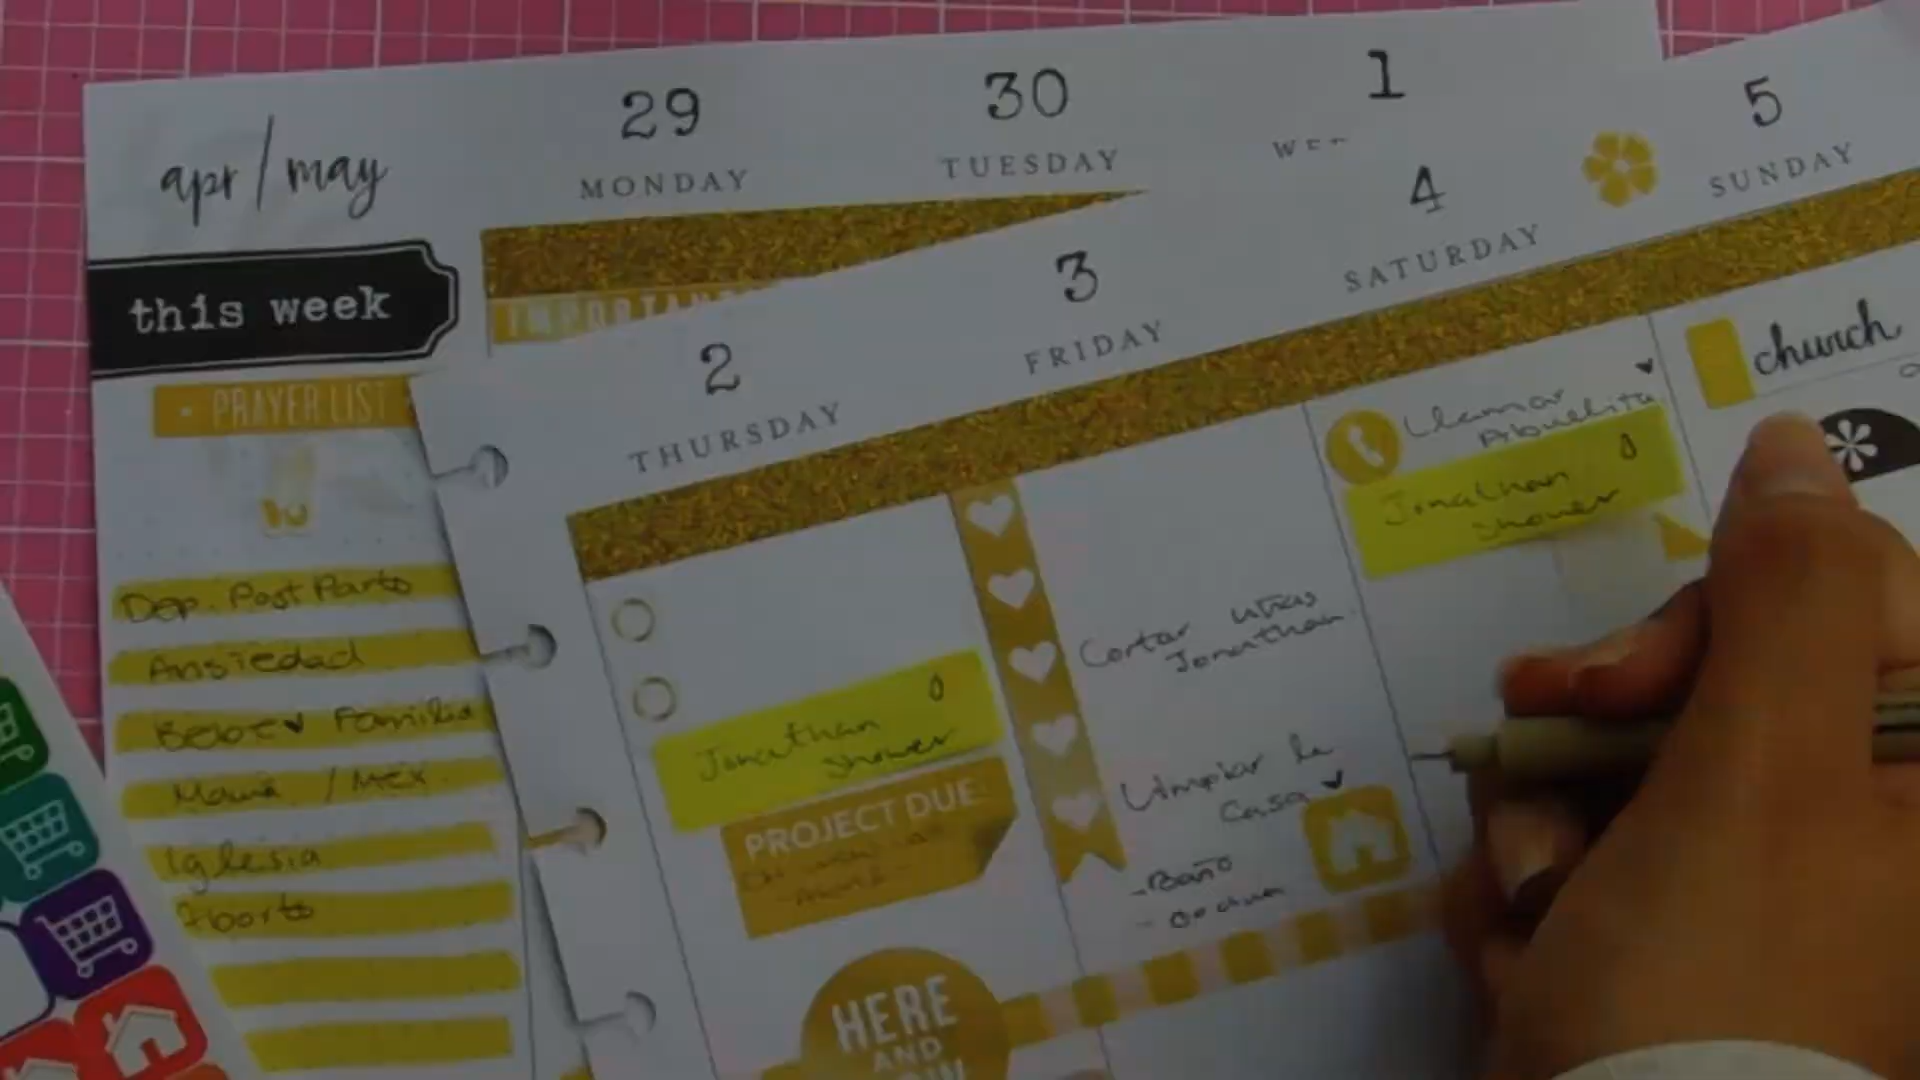 apr/may
29
MONDAY
30
TUESDAY
1
this week
PRAYER LIST
Dep. Post Parto
Ansiedad
Familia
Mamá / Mex.
Iglesia
Aborto
2
THURSDAY
Jonathan
shower
PROJECT DUE:
HERE
AND
3
FRIDAY
Cortar uñas
Jonathan
Limpiar la
Casa
- Baño
4
SATURDAY
Llamar
Abuelita
Jonathan
shower
5
SUNDAY
church